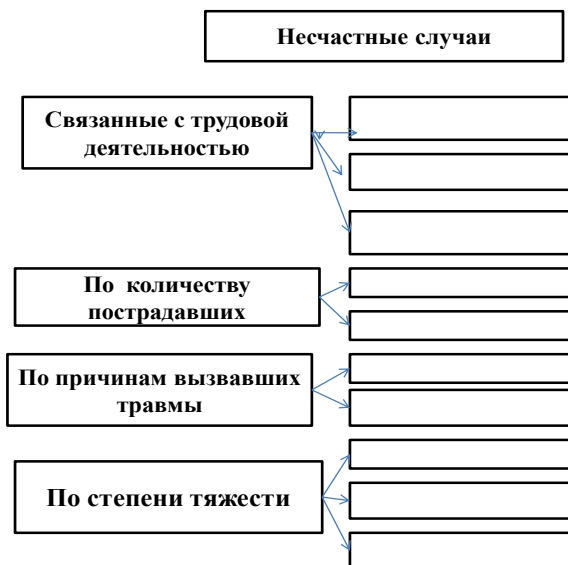 Несчастные случаи
Связанные с трудовой
деятельностью
По количеству
пострадавших
По причинам вызвавших
травмы
По степени тяжести